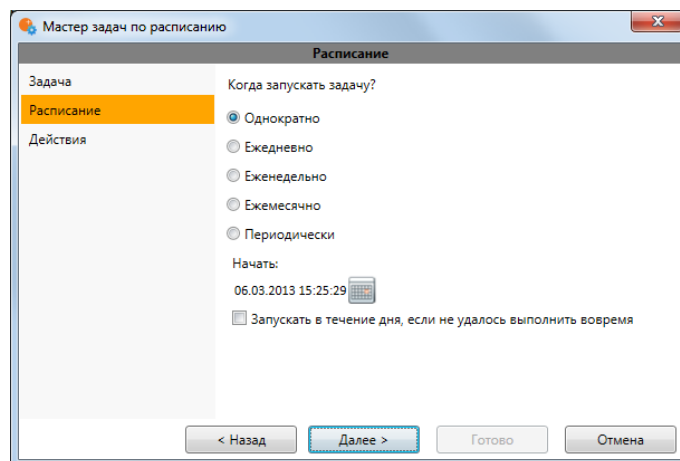 Мастер задач по расписанию
Расписание
Задача
Расписание
Действия
Когда запускать задачу?
Однократно
Ежедневно
Еженедельно
Ежемесячно
Периодически
Начать:
06.03.2013 15:25:29
Запускать в течение дня, если не удалось выполнить вовремя
< Назад
Далее >
Готово
Отмена